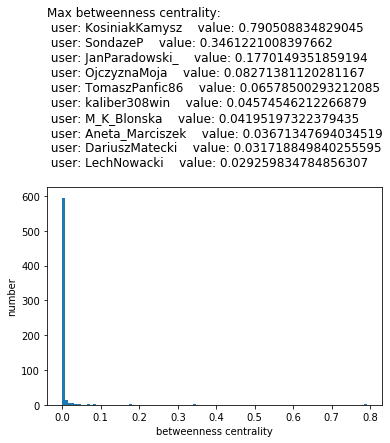 Max betweenness centrality:
user: KosiniakKamysz value: 0.790508834829045
user: SondazeP value: 0.3461221008397662
user: JanParadowski_ value: 0.1770149351859194
user: OjczyznaMoja value: 0.08271381120281167
user: TomaszPanfic86 value: 0.06578500293212085
user: kaliber308win value: 0.04574546212266879
user: M_K_Blonska value: 0.04195197322379435
user: Aneta_Marciszek value: 0.03671347694034519
user: DariuszMatecki value: 0.031718849840255595
user: LechNowacki value: 0.029259834784856307
600
500
400
300
200
100
0
number
0.0 0.1 0.2 0.3 0.4 0.5 0.6 0.7 0.8
betweenness centrality